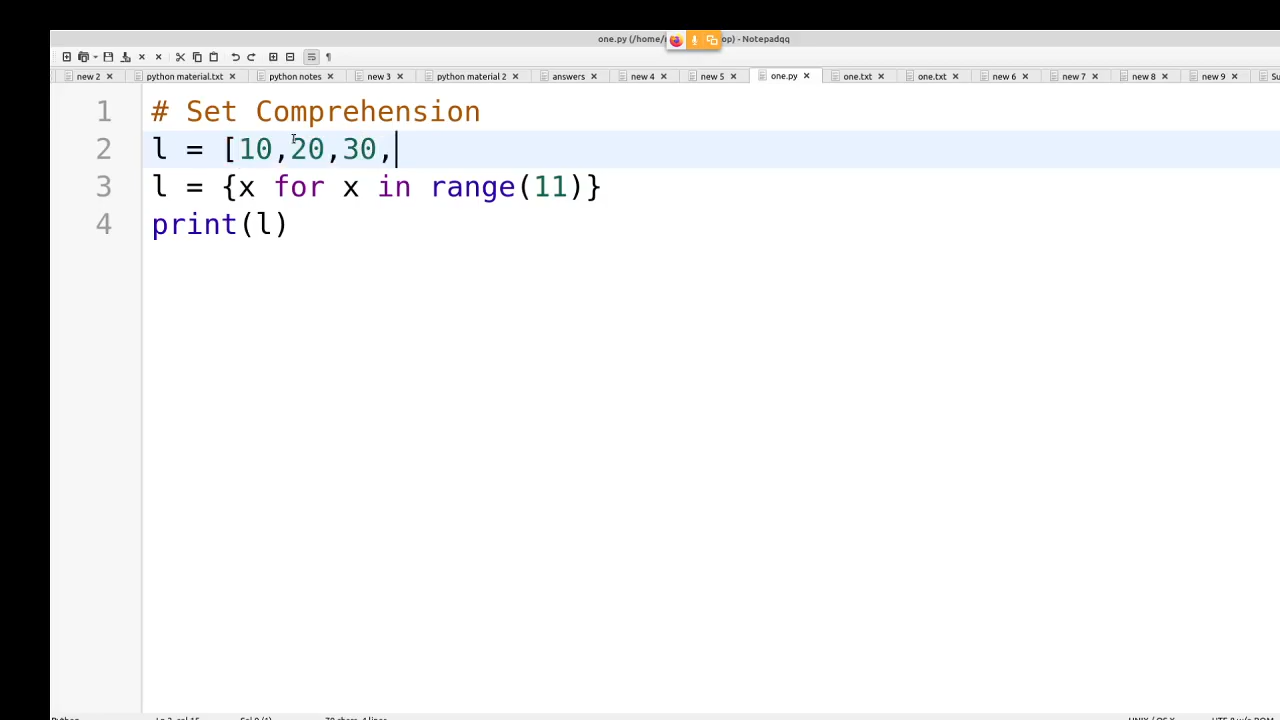 one.py (/home/ op) - Notepadqq
new 2 python material.txt python notes new 3 python material 2 answers new 4 new 5 one.py one.txt one.txt new 6 new 7 new 8 new 9 Su
1 # Set Comprehension
2 l = [10,20,30,
3 l = {x for x in range(11)}
4 print(l)